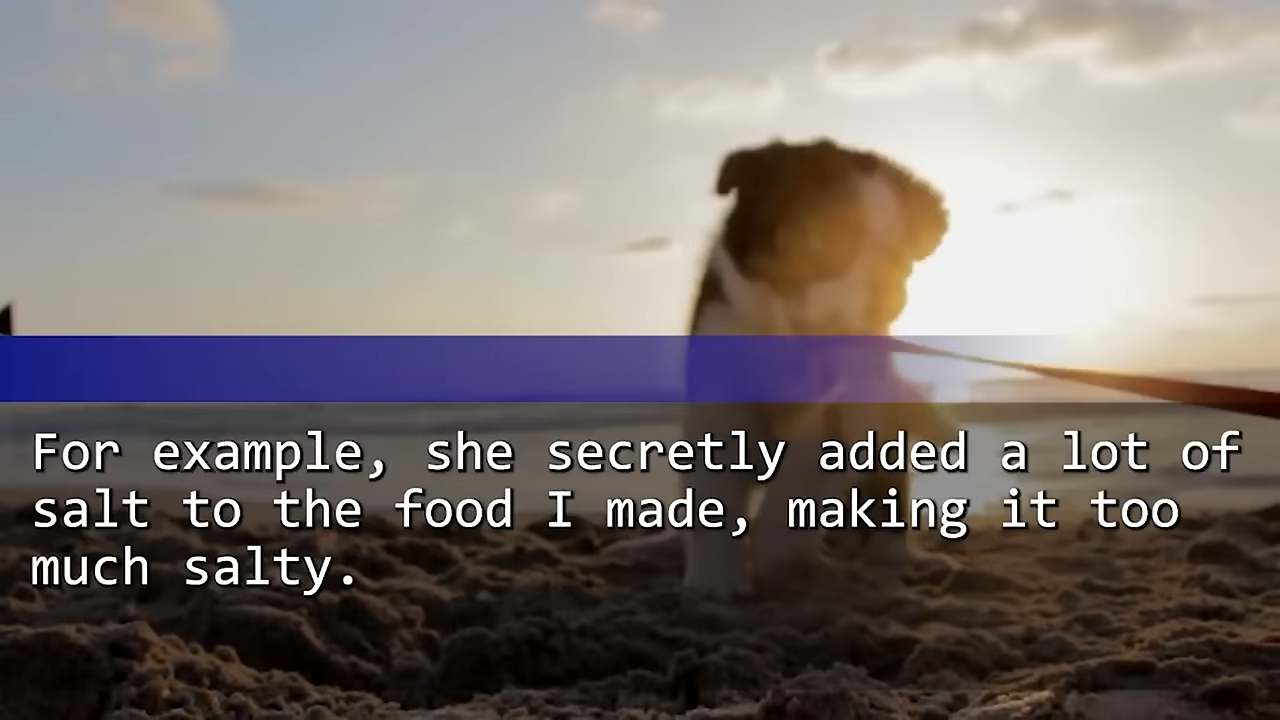 For example, she secretly added a lot of
salt to the food I made, making it too
much salty.